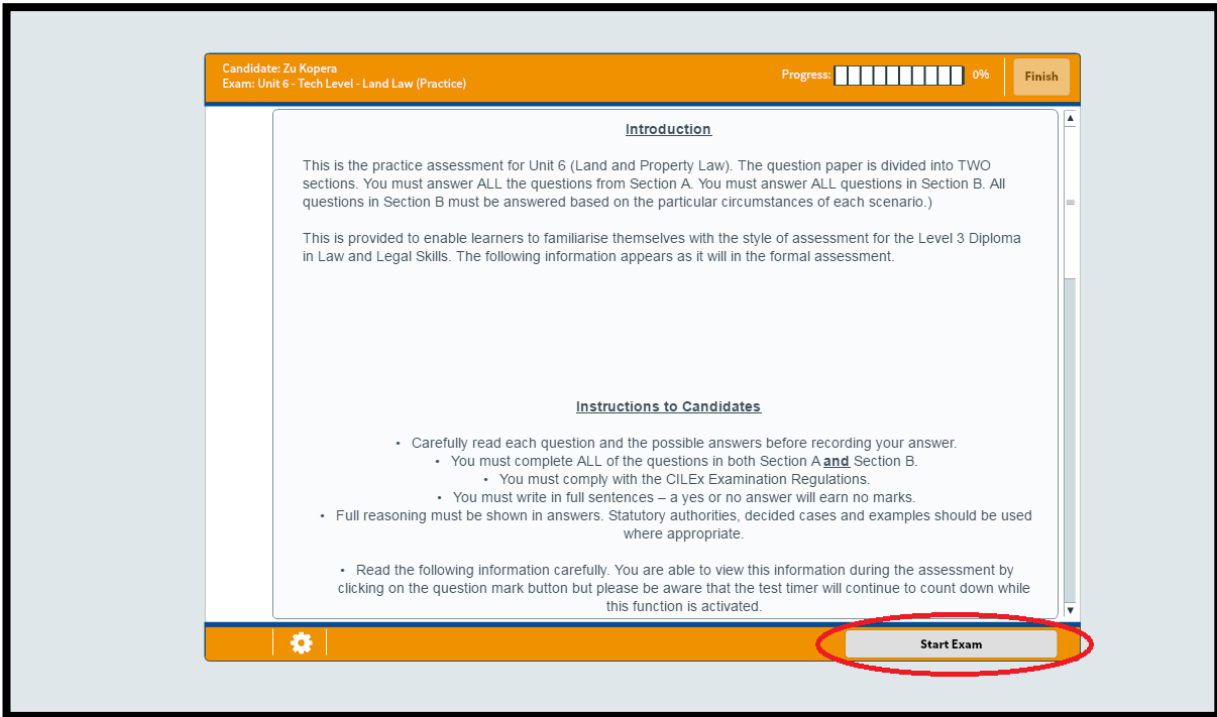 Candidate: Zu Kopera
Exam: Unit 6 - Tech Level - Land Law (Practice)
Progress: 0%
Finish
Introduction
This is the practice assessment for Unit 6 (Land and Property Law). The question paper is divided into TWO
sections. You must answer ALL the questions from Section A. You must answer ALL questions in Section B. All
questions in Section B must be answered based on the particular circumstances of each scenario.)
This is provided to enable learners to familiarise themselves with the style of assessment for the Level 3 Diploma
in Law and Legal Skills. The following information appears as it will in the formal assessment.
Instructions to Candidates
• Carefully read each question and the possible answers before recording your answer.
• You must complete ALL of the questions in both Section A and Section B.
• You must comply with the CILEx Examination Regulations.
• You must write in full sentences – a yes or no answer will earn no marks.
• Full reasoning must be shown in answers. Statutory authorities, decided cases and examples should be used
where appropriate.
• Read the following information carefully. You are able to view this information during the assessment by
clicking on the question mark button but please be aware that the test timer will continue to count down while
this function is activated.
Start Exam